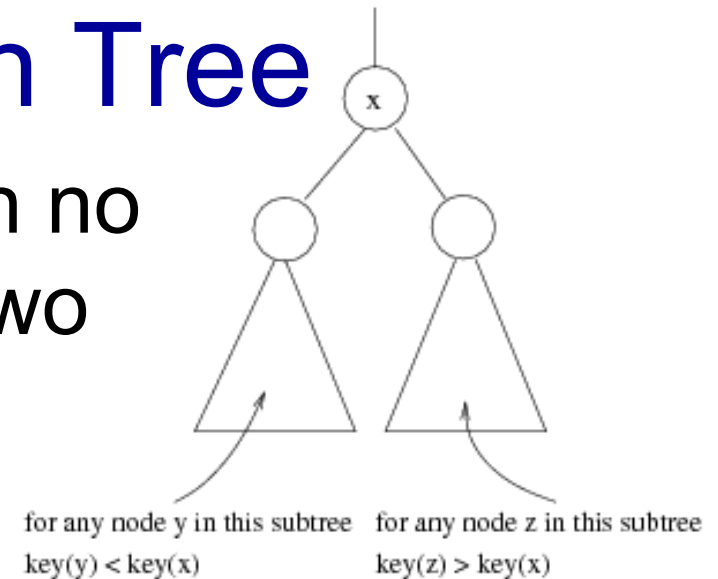 n Tree
x
n no
wo
for any node y in this subtree
key(y) < key(x)
for any node z in this subtree
key(z) > key(x)